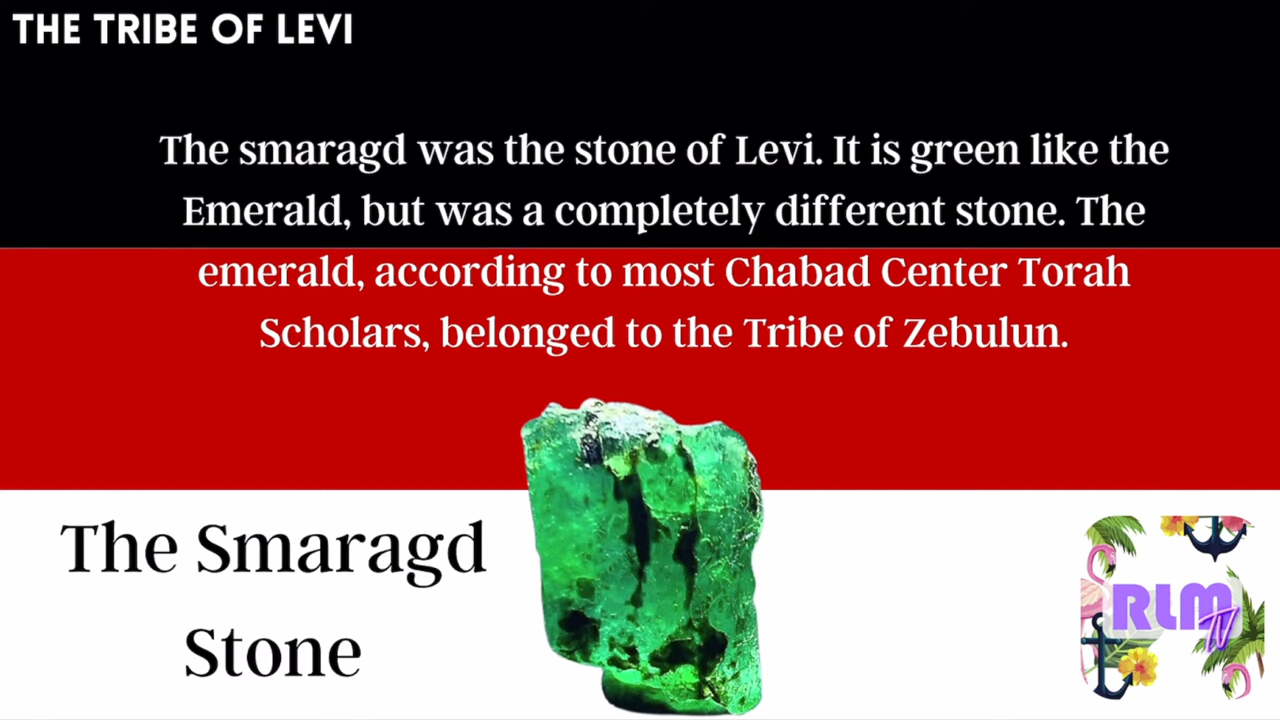 THE TRIBE OF LEVI
The smaragd was the stone of Levi. It is green like the
Emerald, but was a completely different stone. The
emerald, according to most Chabad Center Torah
Scholars, belonged to the Tribe of Zebulun.
The Smaragd
Stone
RLM
TV